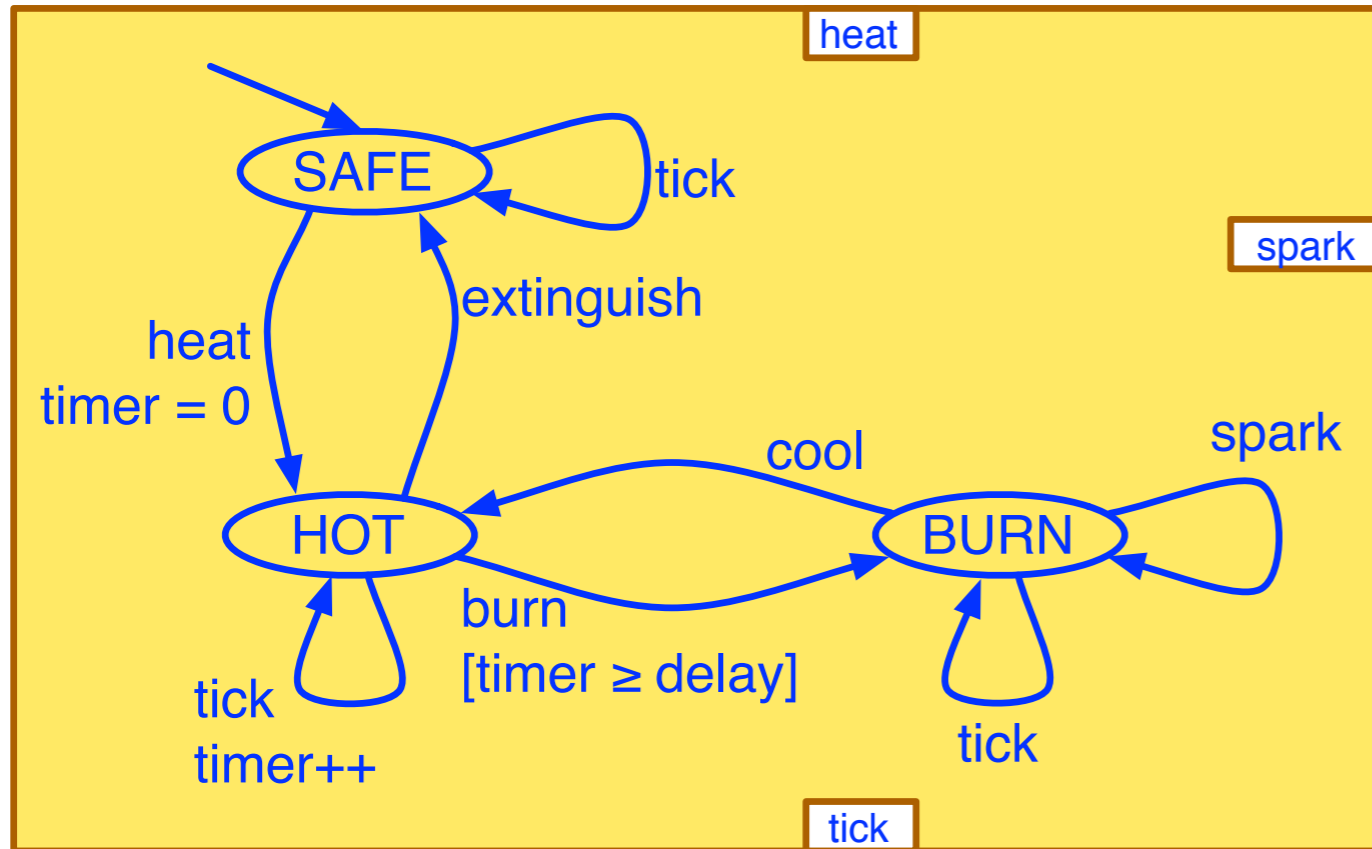 heat
SAFE
tick
spark
extinguish
heat
timer = 0
cool
spark
HOT
BURN
burn
[timer ≥ delay]
tick
timer++
tick
tick